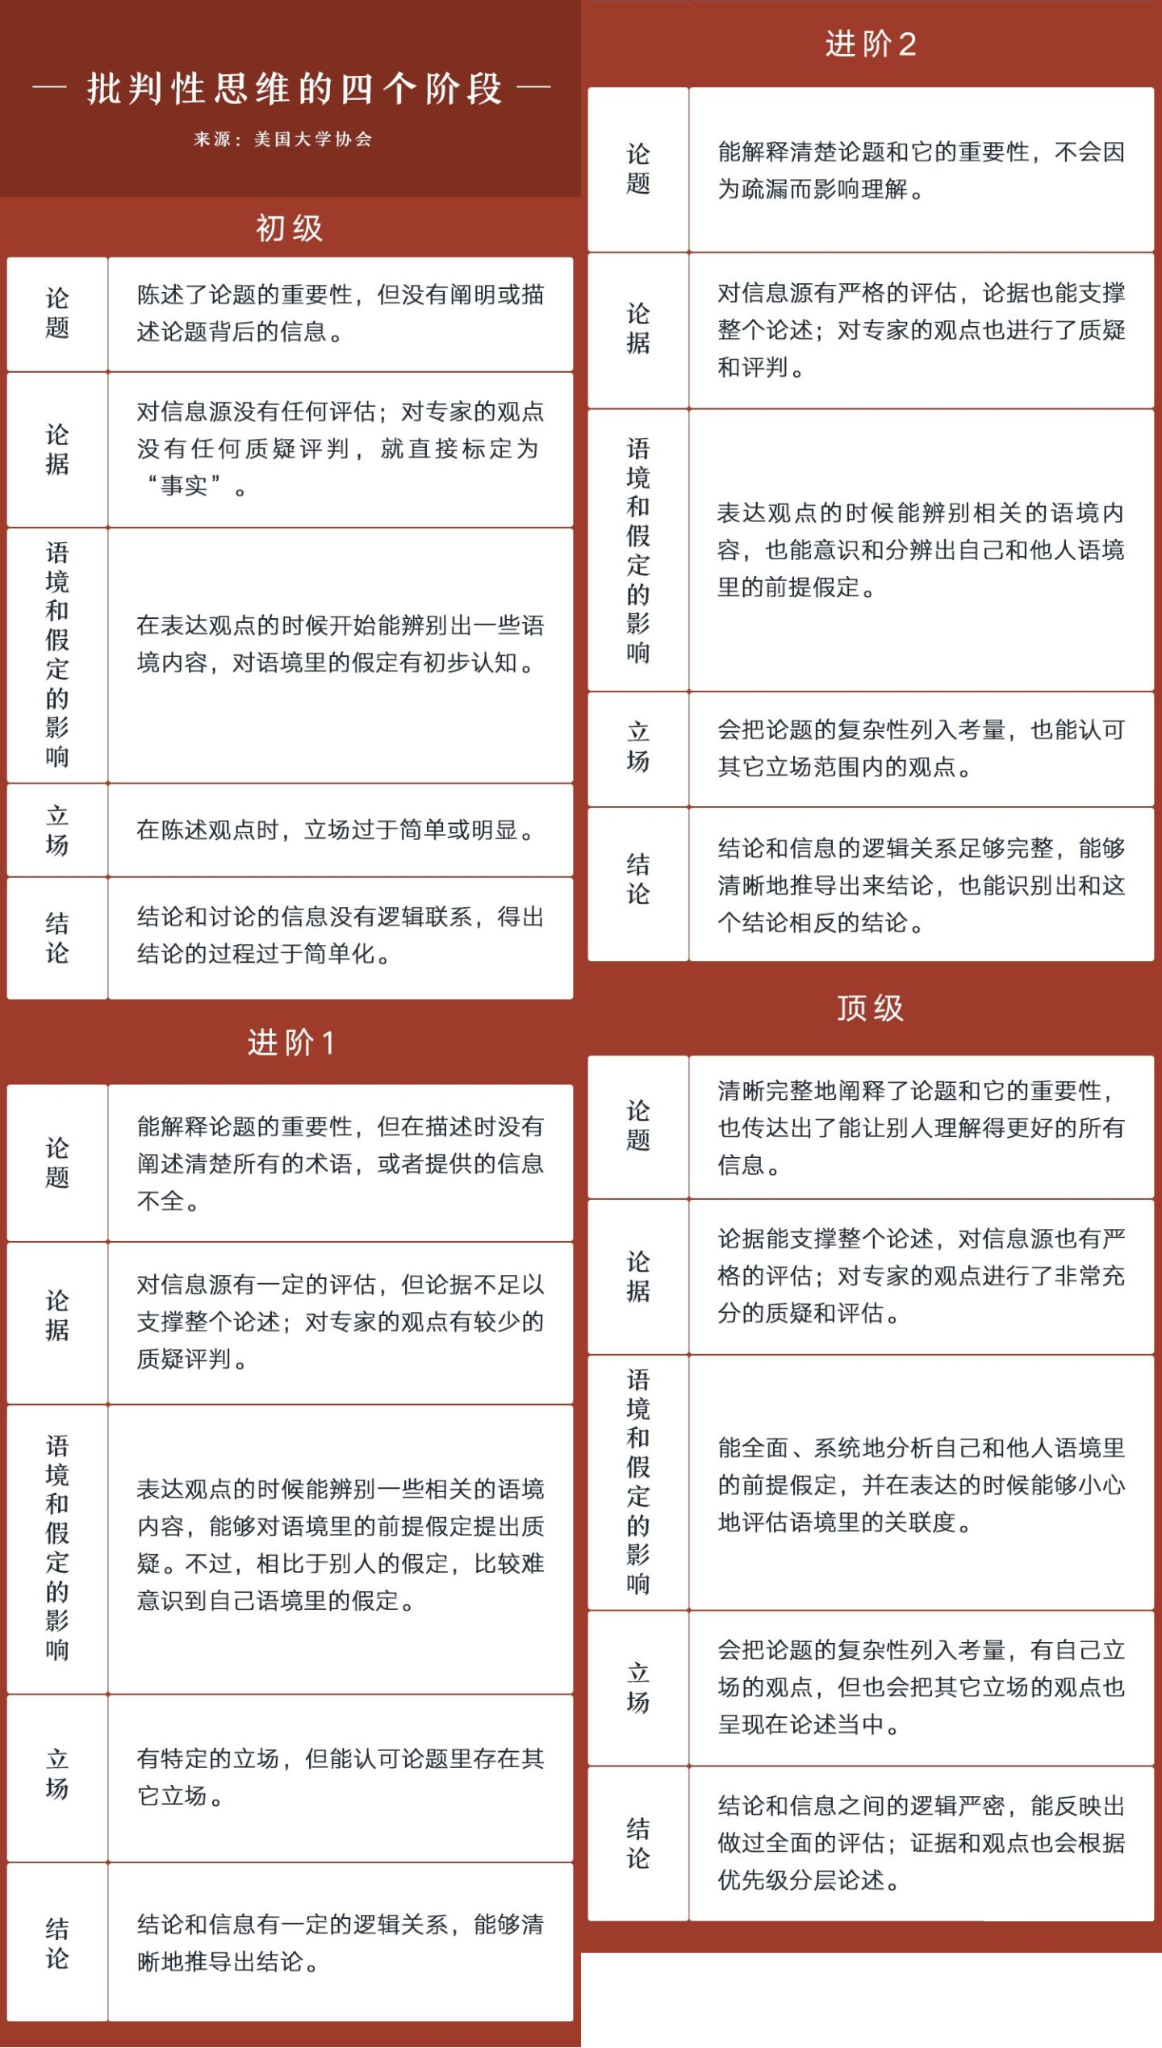 — 批判性思维的四个阶段 —
来源：美国大学协会
初级
论题
陈述了论题的重要性，但没有阐明或描
述论题背后的信息。
论据
对信息源没有任何评估；对专家的观点
没有任何质疑评判，就直接标定为
“事实”。
语境和假定的影响
在表达观点的时候开始能辨别出一些语
境内容，对语境里的假定有初步认知。
立场
在陈述观点时，立场过于简单或明显。
结论
结论和讨论的信息没有逻辑联系，得出
结论的过程过于简单化。
进阶1
论题
能解释论题的重要性，但在描述时没有
阐述清楚所有的术语，或者提供的信息
不全。
论据
对信息源有一定的评估，但论据不足以
支撑整个论述；对专家的观点有较少的
质疑评判。
语境和假定的影响
表达观点的时候能辨别一些相关的语境
内容，能够对语境里的前提假定提出质
疑。不过，相比于别人的假定，比较难
意识到自己语境里的假定。
立场
有特定的立场，但能认可论题里存在其
它立场。
结论
结论和信息有一定的逻辑关系，能够清
晰地推导出结论。
进阶2
论题
能解释清楚论题和它的重要性，不会因
为疏漏而影响理解。
论据
对信息源有严格的评估，论据也能支撑
整个论述；对专家的观点也进行了质疑
和评判。
语境和假定的影响
表达观点的时候能辨别相关的语境内
容，也能意识和分辨出自己和他人语境
里的前提假定。
立场
会把论题的复杂性列入考量，也能认可
其它立场范围内的观点。
结论
结论和信息的逻辑关系足够完整，能够
清晰地推导出来结论，也能识别出和这
个结论相反的结论。
顶级
论题
清晰完整地阐释了论题和它的重要性，
也传达出了能让别人理解得更好的所有
信息。
论据
论据能支撑整个论述，对信息源也有严
格的评估；对专家的观点进行了非常充
分的质疑和评估。
语境和假定的影响
能全面、系统地分析自己和他人语境里
的前提假定，并在表达的时候能够小心
地评估语境里的关联度。
立场
会把论题的复杂性列入考量，有自己立
场的观点，但也会把其它立场的观点也
呈现在论述当中。
结论
结论和信息之间的逻辑严密，能反映出
做过全面的评估；证据和观点也会根据
优先级分层论述。